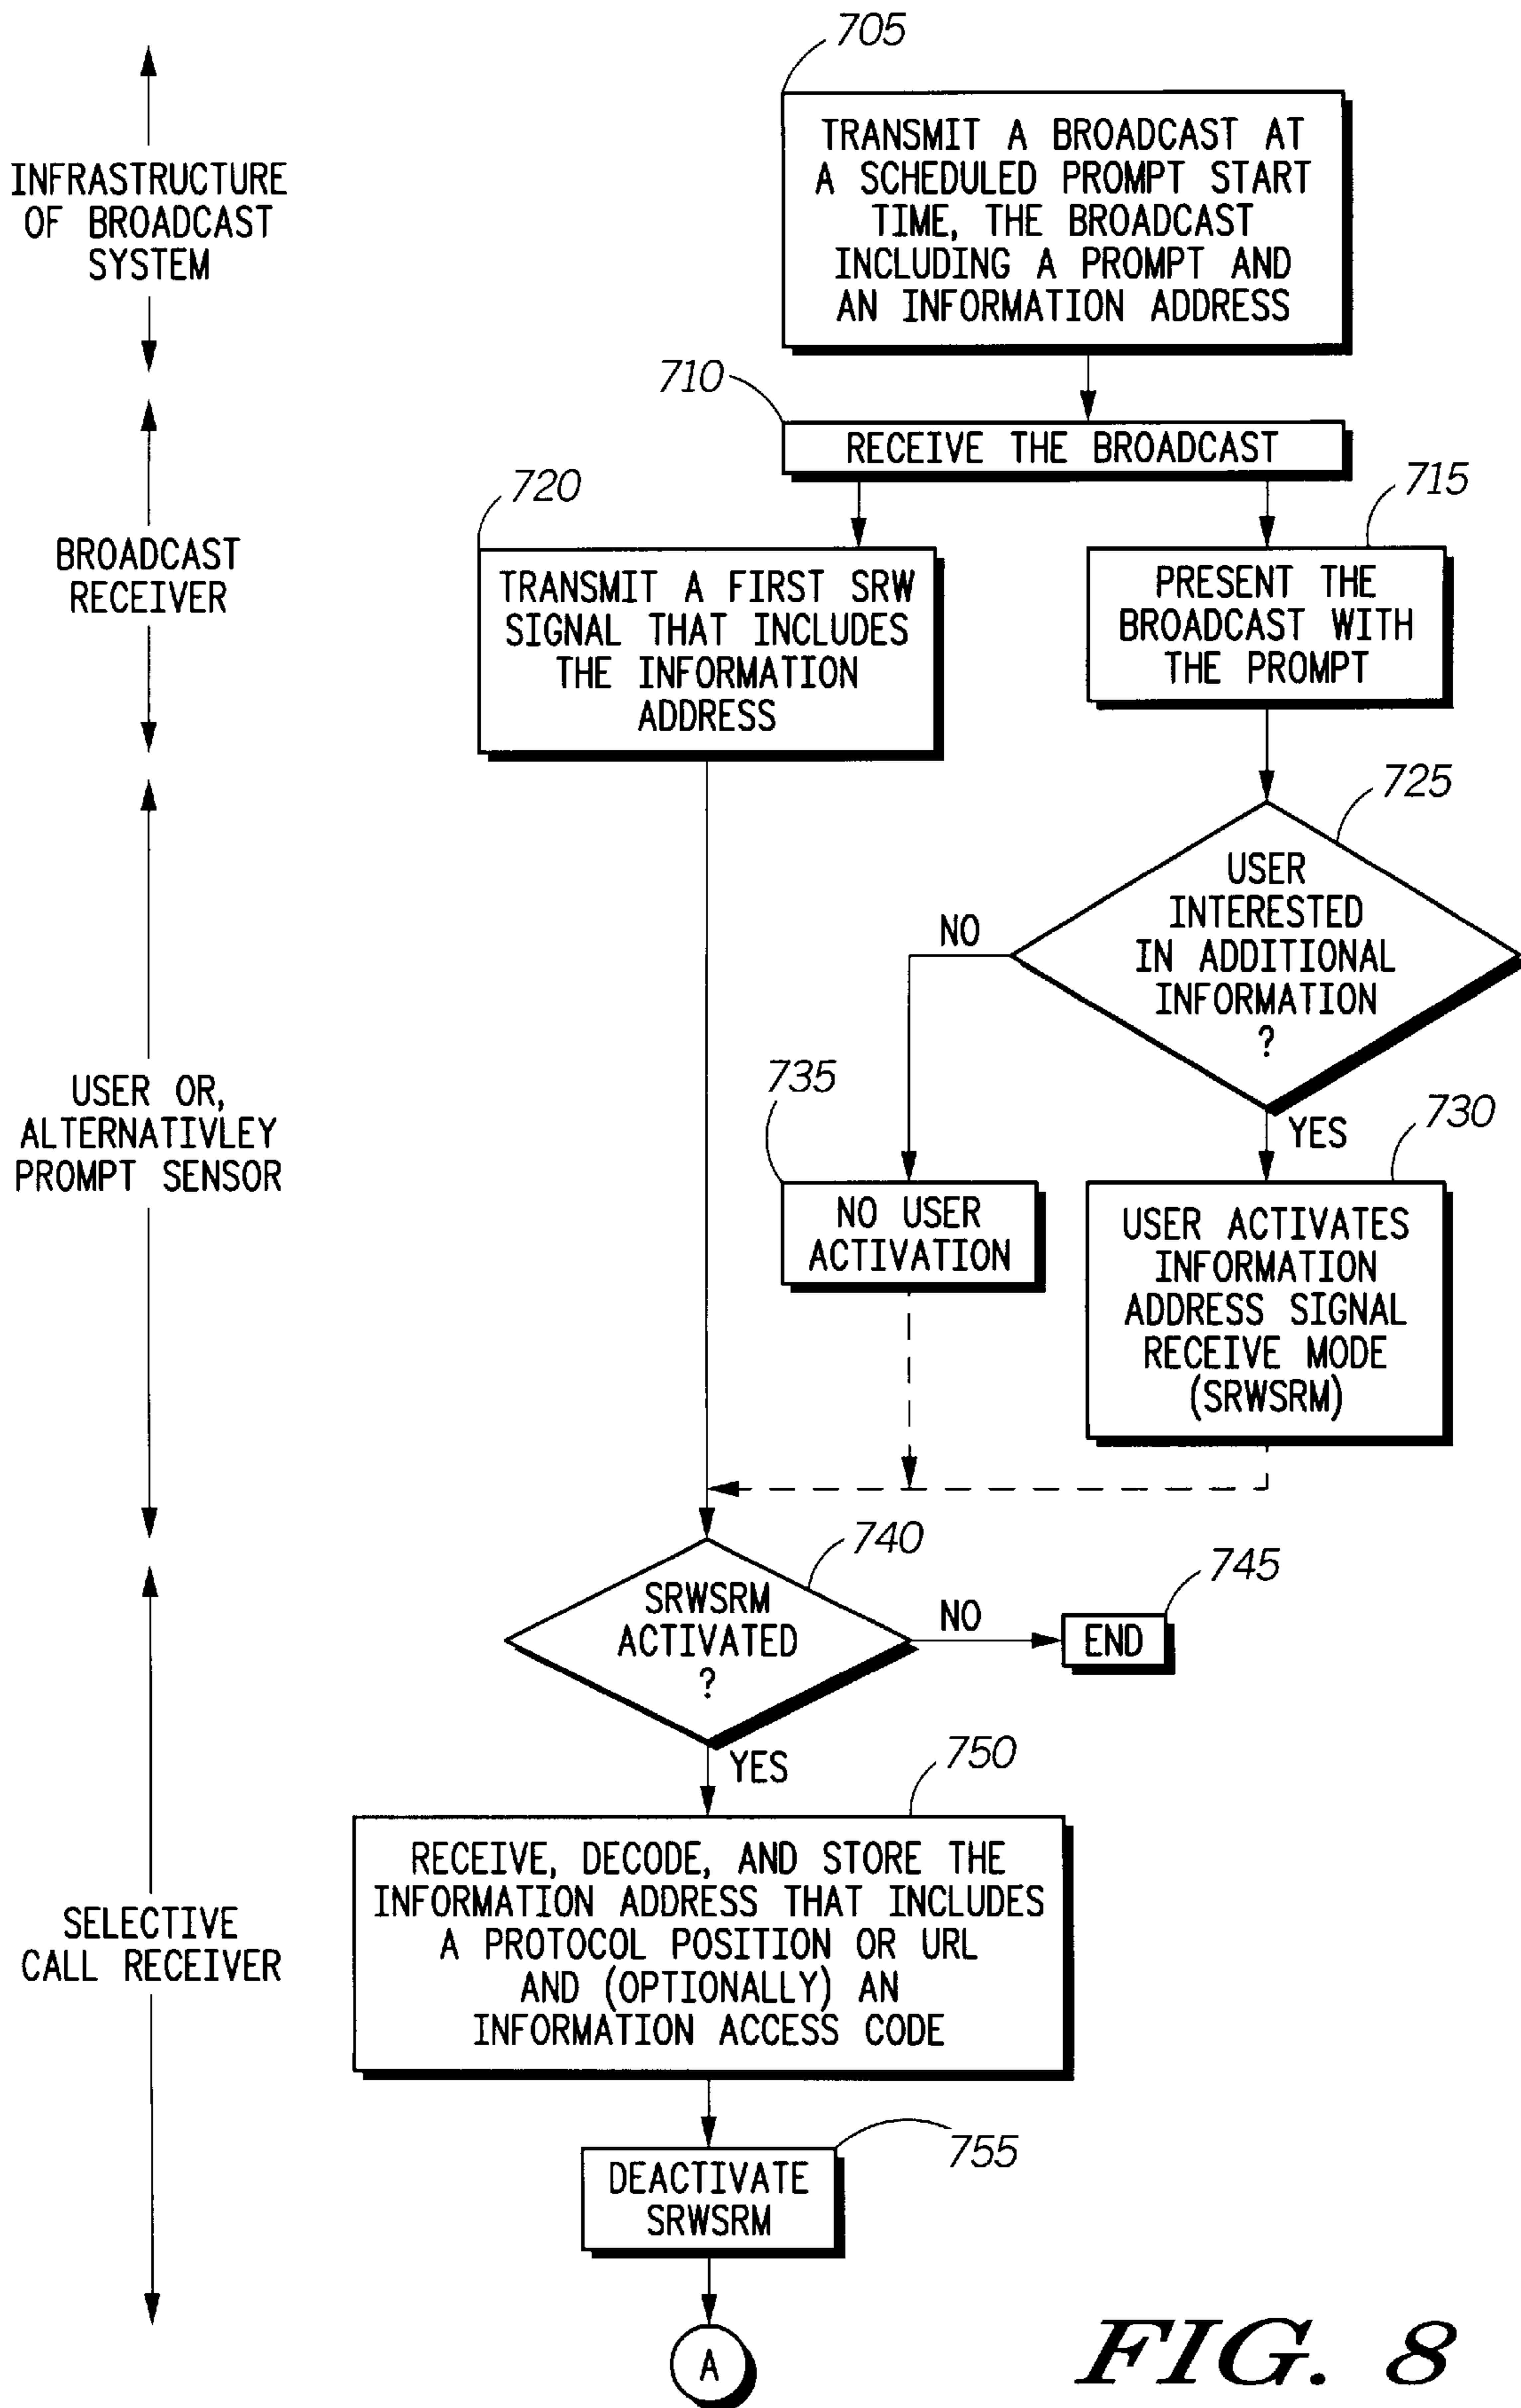 705
TRANSMIT A BROADCAST AT
A SCHEDULED PROMPT START
TIME, THE BROADCAST
INCLUDING A PROMPT AND
AN INFORMATION ADDRESS
INFRASTRUCTURE
OF BROADCAST
SYSTEM
710
RECEIVE THE BROADCAST
BROADCAST
RECEIVER
720
TRANSMIT A FIRST SRW
SIGNAL THAT INCLUDES
THE INFORMATION
ADDRESS
715
PRESENT THE
BROADCAST WITH
THE PROMPT
725
USER
INTERESTED
IN ADDITIONAL
INFORMATION
?
NO
YES
USER OR,
ALTERNATIVLEY
PROMPT SENSOR
735
NO USER
ACTIVATION
730
USER ACTIVATES
INFORMATION
ADDRESS SIGNAL
RECEIVE MODE
(SRWSRM)
740
SRWSRM
ACTIVATED
?
NO
745
END
YES
SELECTIVE
CALL RECEIVER
750
RECEIVE, DECODE, AND STORE THE
INFORMATION ADDRESS THAT INCLUDES
A PROTOCOL POSITION OR URL
AND (OPTIONALLY) AN
INFORMATION ACCESS CODE
755
DEACTIVATE
SRWSRM
A
FIG. 8